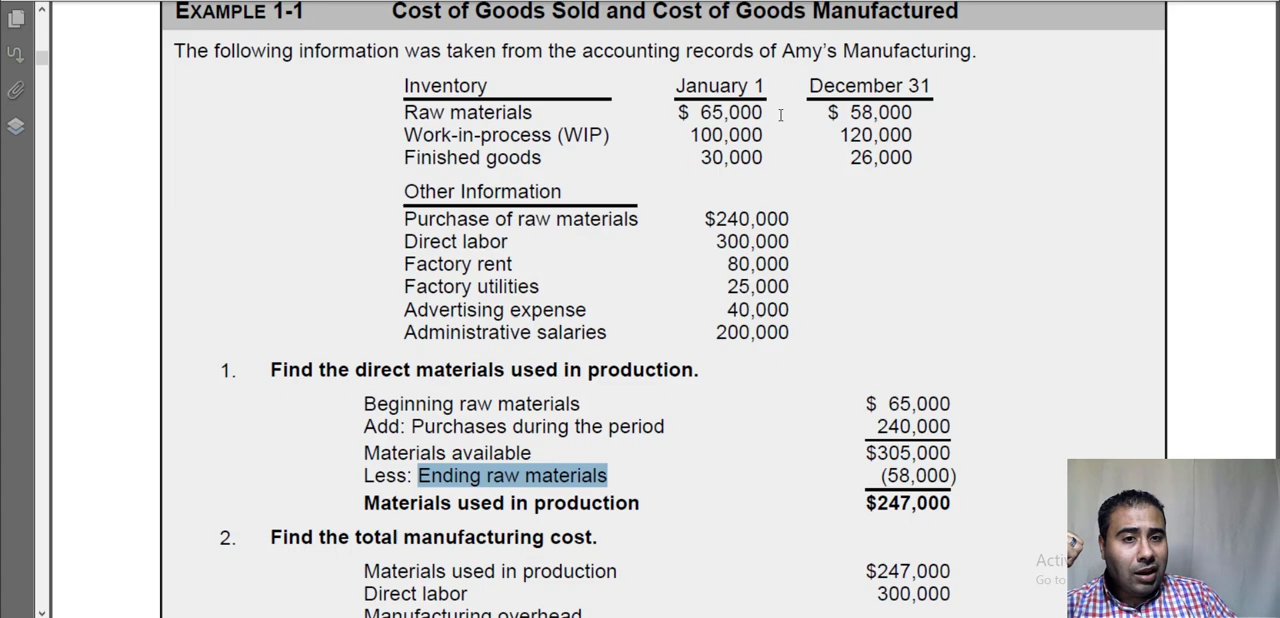 EXAMPLE 1-1 Cost of Goods Sold and Cost of Goods Manufactured
The following information was taken from the accounting records of Amy's Manufacturing.
Inventory January 1 December 31
Raw materials $ 65,000 $ 58,000
Work-in-process (WIP) 100,000 120,000
Finished goods 30,000 26,000
Other Information
Purchase of raw materials $240,000
Direct labor 300,000
Factory rent 80,000
Factory utilities 25,000
Advertising expense 40,000
Administrative salaries 200,000
1. Find the direct materials used in production.
Beginning raw materials $ 65,000
Add: Purchases during the period 240,000
Materials available $305,000
Less: Ending raw materials (58,000)
Materials used in production $247,000
2. Find the total manufacturing cost.
Materials used in production $247,000
Direct labor 300,000
Manufacturing overhead
Go to